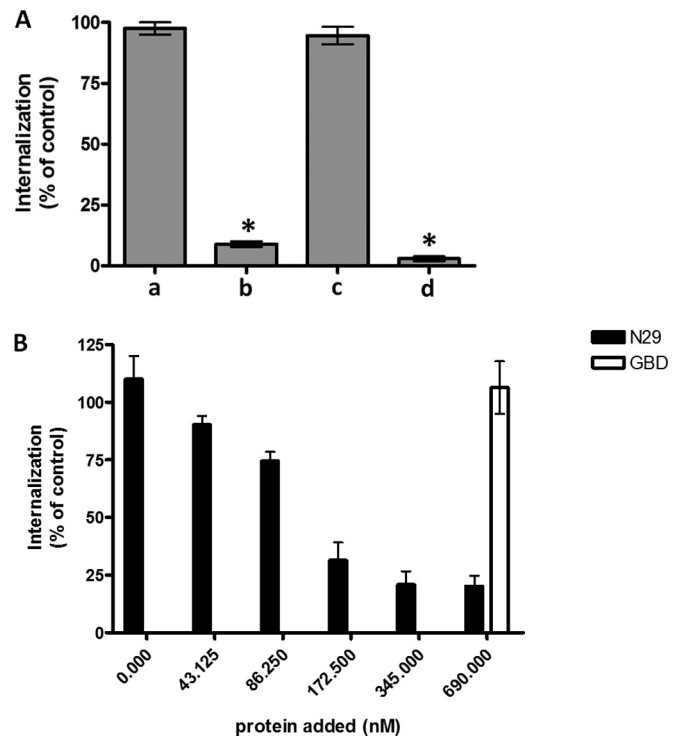 A
Internalization
(% of control)
100
75
50
25
0
*
*
a b c d
B
Internalization
(% of control)
125
100
75
50
25
0
0.000 43.125 86.250 172.500 345.000 690.000
protein added (nM)
N29
GBD